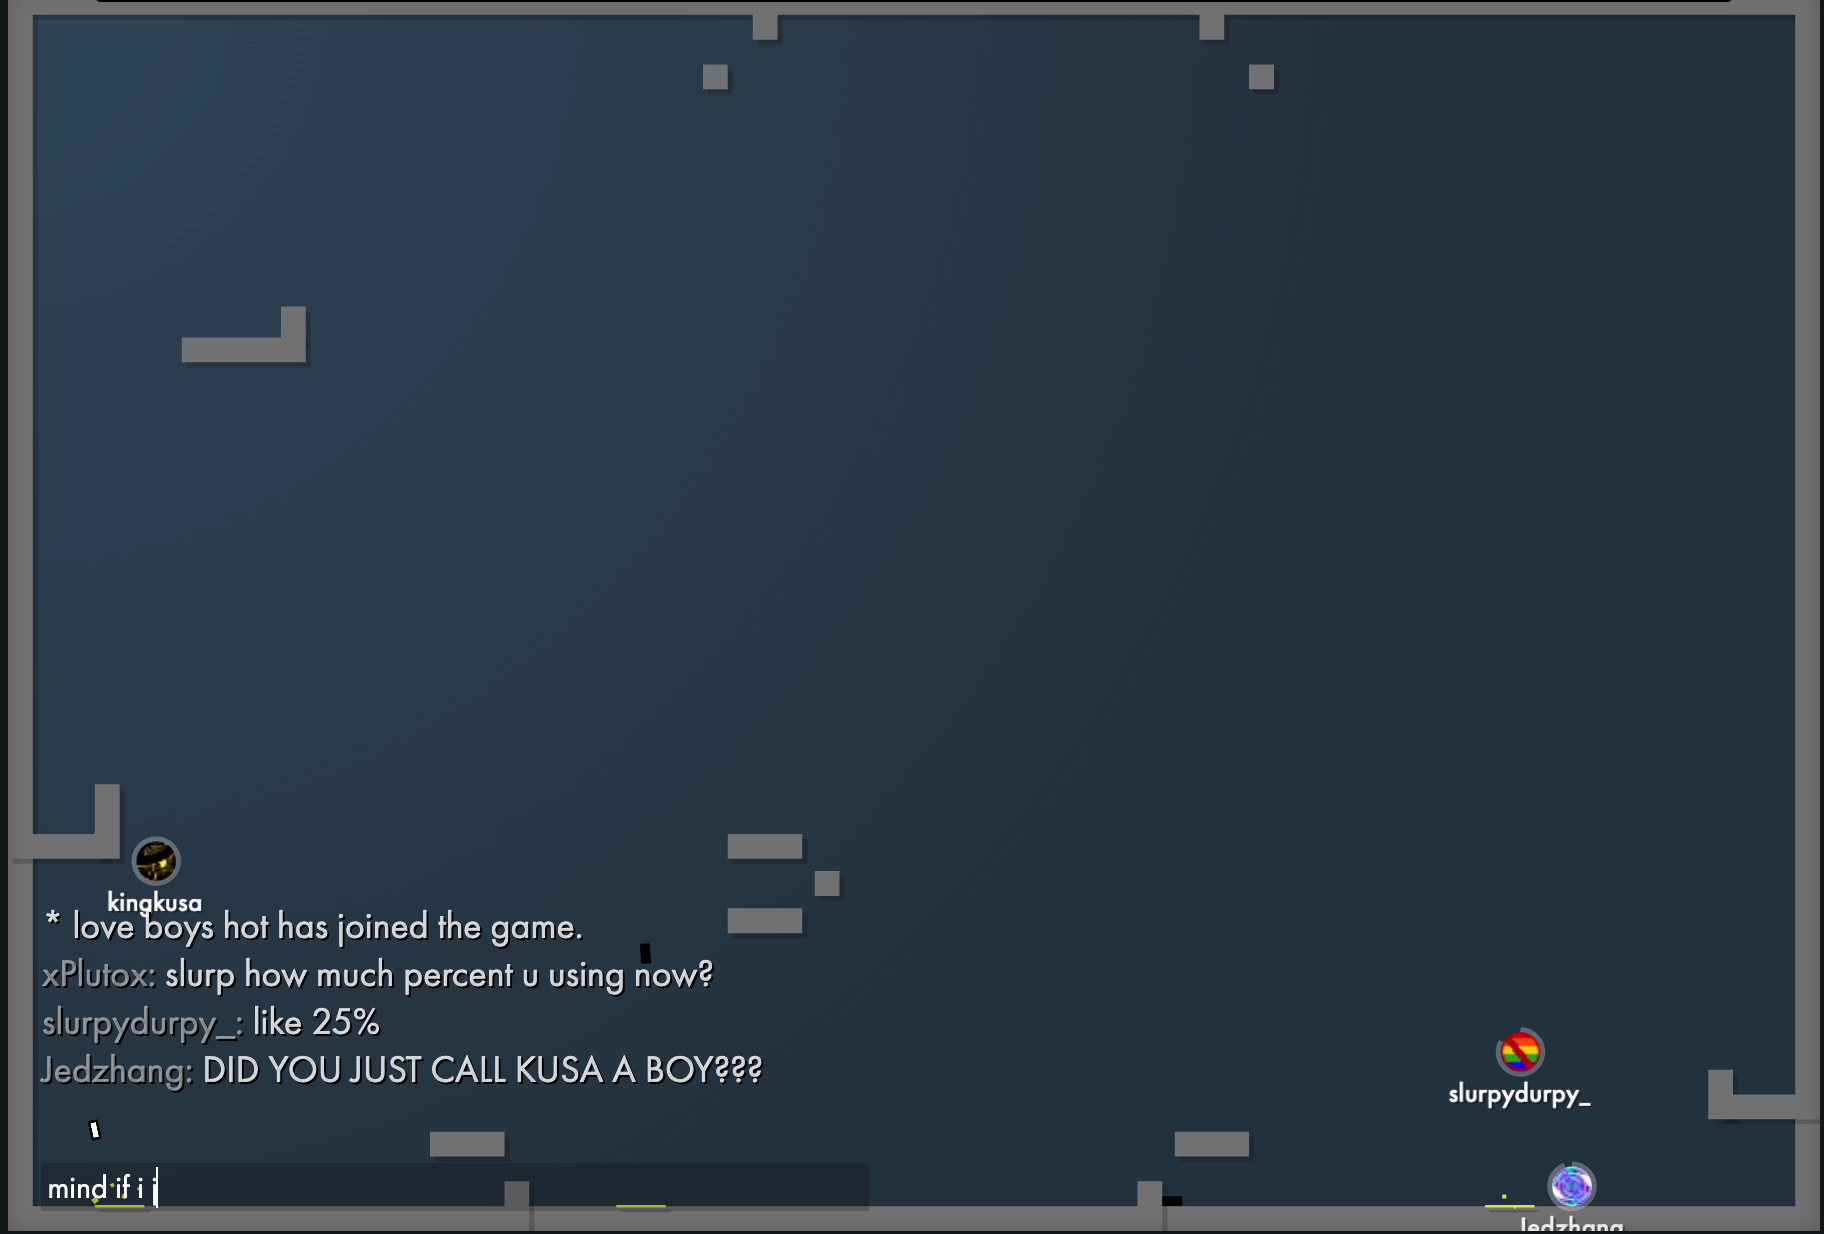 kingkusa
* love boys hot has joined the game.
xPlutox: slurp how much percent u using now?
slurpydurpy_: like 25%
Jedzhang: DID YOU JUST CALL KUSA A BOY???
slurpydurpy_
mind if i j
Jedzhang